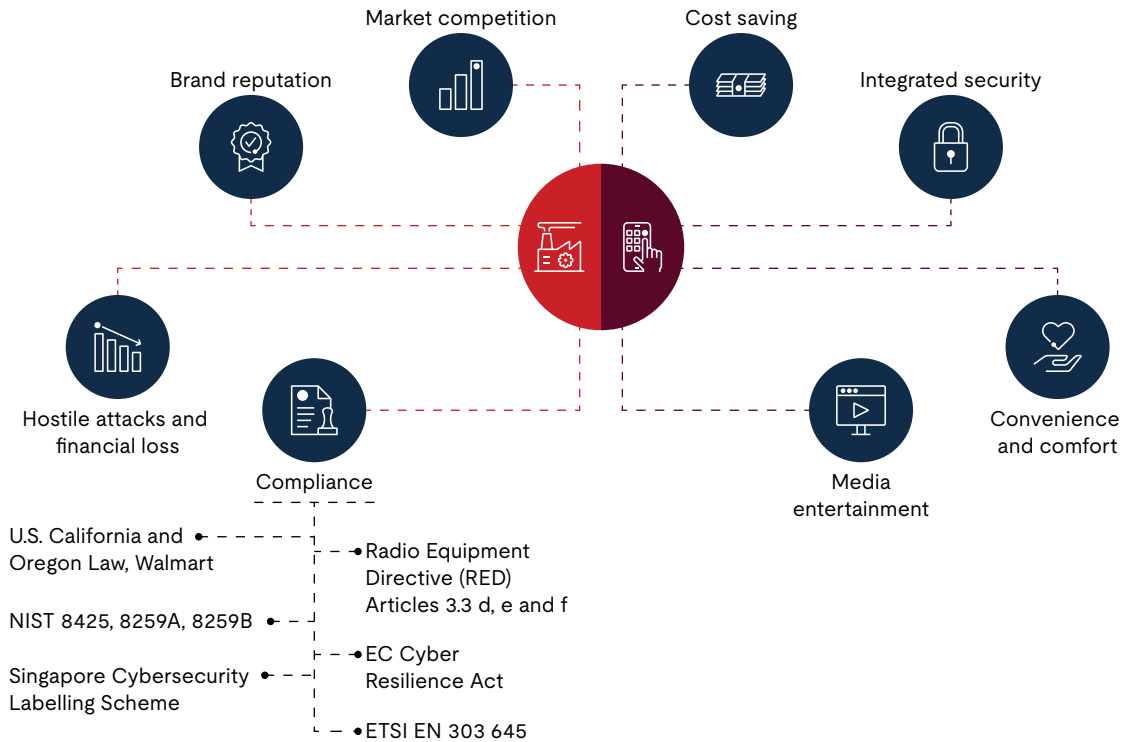 Market competition
Cost saving
Brand reputation
Integrated security
Hostile attacks and
financial loss
Convenience
and comfort
Compliance
Media
entertainment
U.S. California and
Oregon Law, Walmart
NIST 8425, 8259A, 8259B
Singapore Cybersecurity
Labelling Scheme
Radio Equipment
Directive (RED)
Articles 3.3 d, e and f
EC Cyber
Resilience Act
ETSI EN 303 645